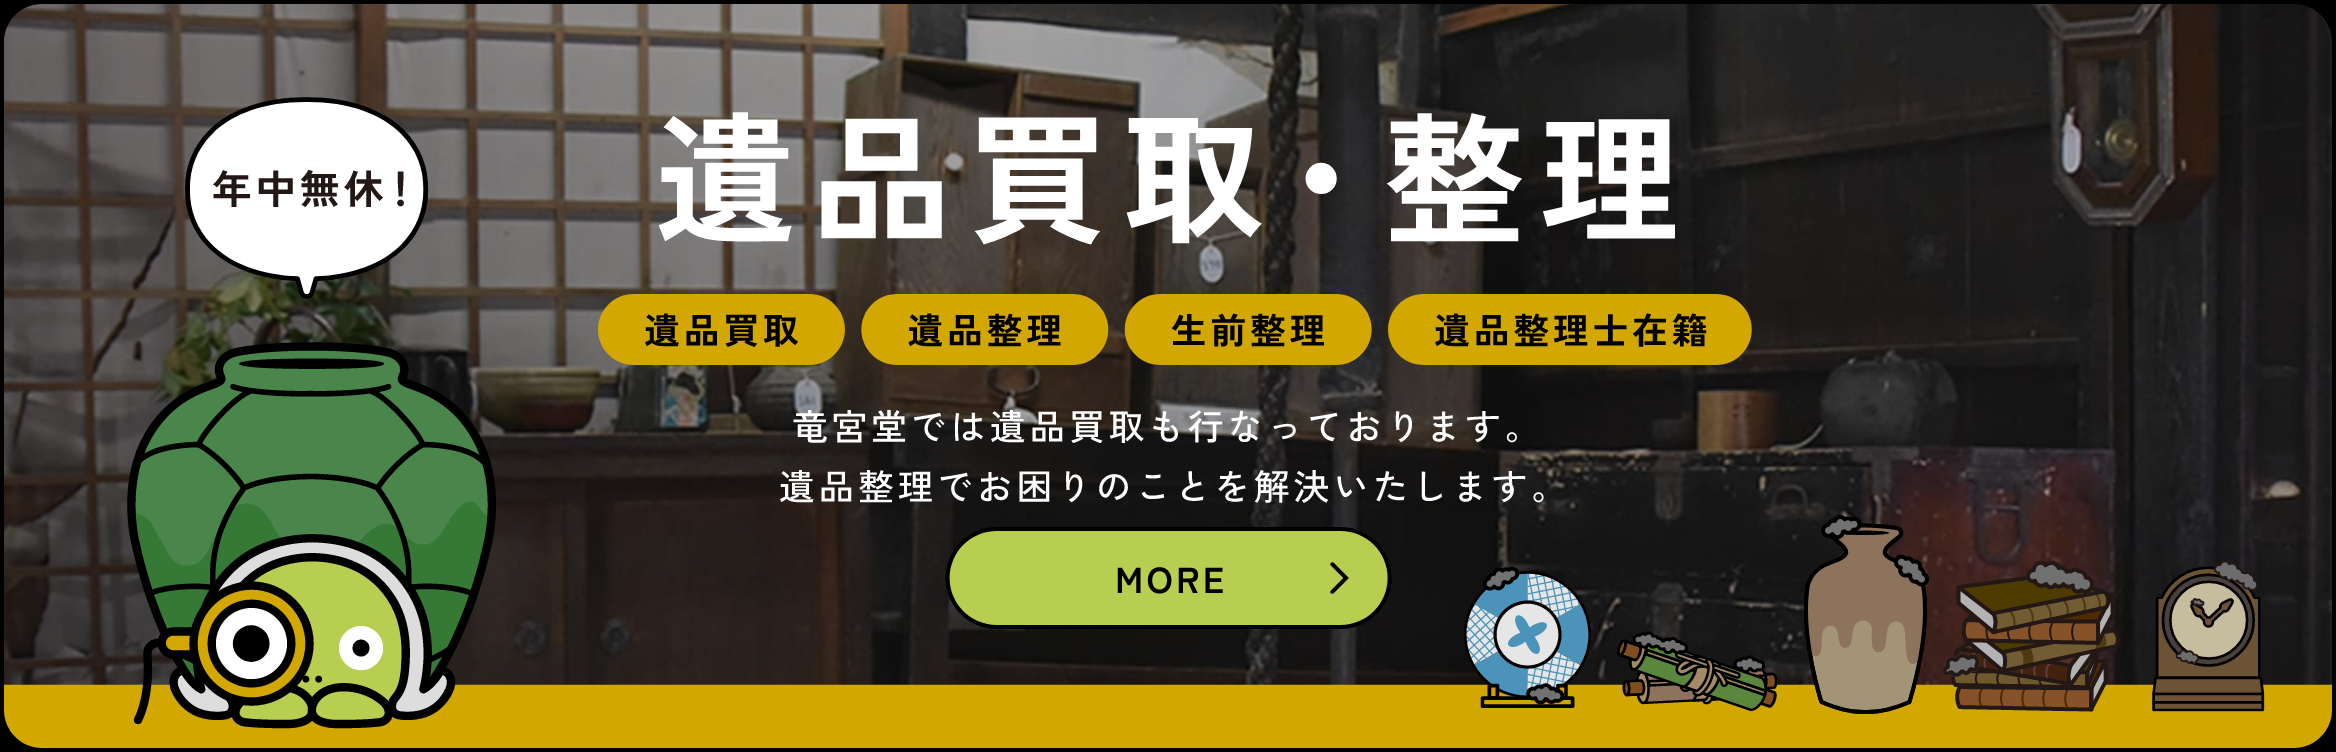 年中無休！
遺品買取・整理
遺品買取
遺品整理
生前整理
遺品整理士在籍
竜宮堂では遺品買取も行なっております。
遺品整理でお困りのことを解決いたします。
MORE